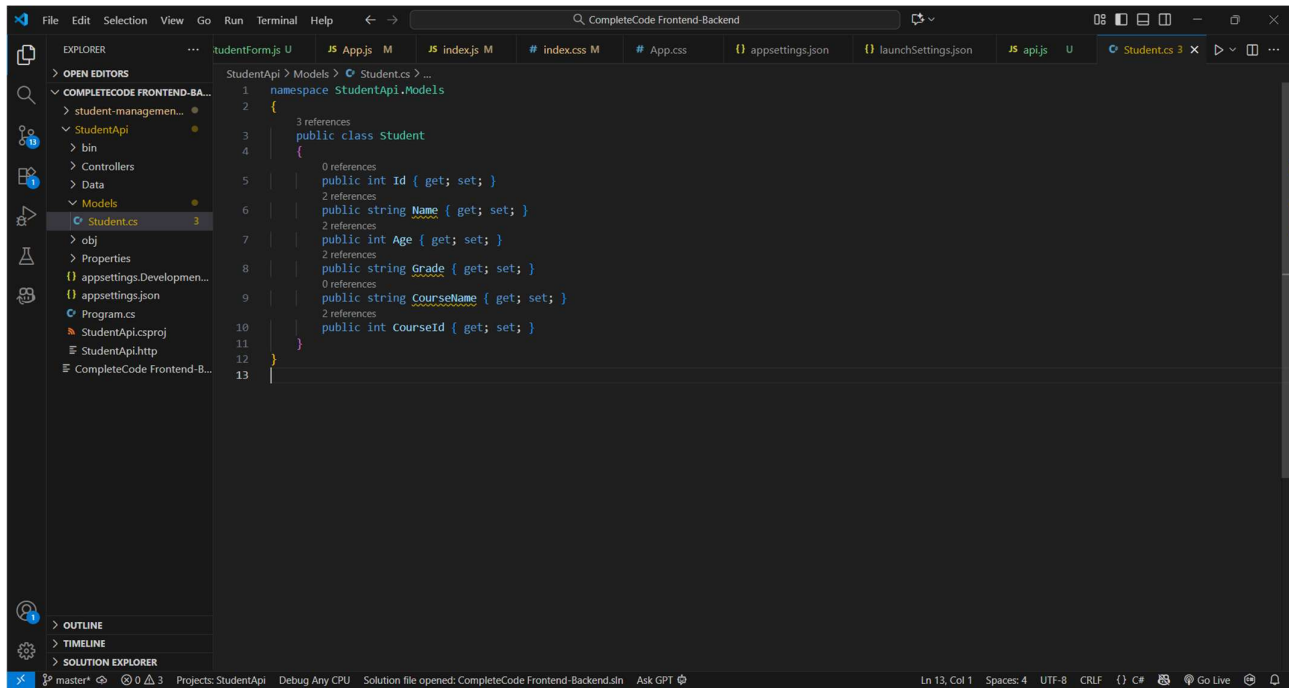 File Edit Selection View Go Run Terminal Help
CompleteCode Frontend-Backend
EXPLORER
OPEN EDITORS
COMPLETECODE FRONTEND-BA...
student-managemen...
StudentApi
bin
Controllers
Data
Models
Student.cs 3
obj
Properties
{} appsettings.Developmen...
{} appsettings.json
Program.cs
StudentApi.csproj
StudentApi.http
CompleteCode Frontend-B...
OUTLINE
TIMELINE
SOLUTION EXPLORER
13
1
1
tudentForm.js U JS App.js M JS index.js M # index.css M # App.css {} appsettings.json {} launchSettings.json JS api.js U C# Student.cs 3
StudentApi > Models > Student.cs > ...
1 namespace StudentApi.Models
2 {
3 references
3 public class Student
4 {
0 references
5 public int Id { get; set; }
2 references
6 public string Name { get; set; }
2 references
7 public int Age { get; set; }
2 references
8 public string Grade { get; set; }
0 references
9 public string CourseName { get; set; }
2 references
10 public int CourseId { get; set; }
11 }
12 }
13
master* 0 3 Projects: StudentApi Debug Any CPU Solution file opened: CompleteCode Frontend-Backend.sln Ask GPT Ln 13, Col 1 Spaces: 4 UTF-8 CRLF {} C# Go Live